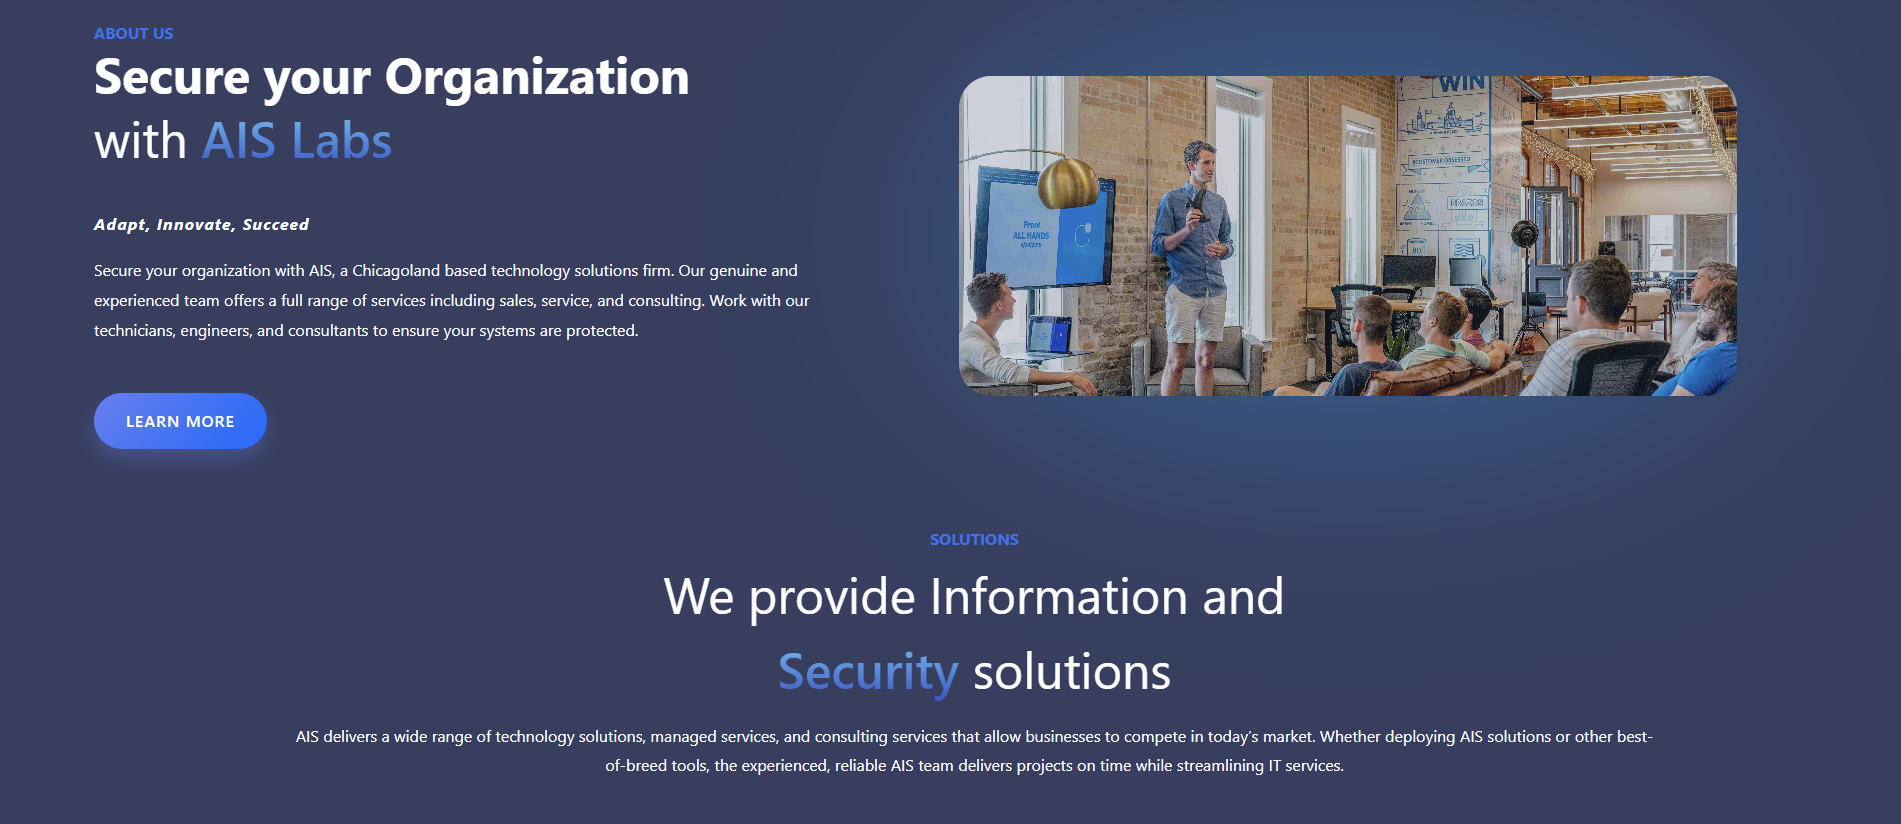 ABOUT US
Secure your Organization
with AIS Labs
Adapt, Innovate, Succeed
Secure your organization with AIS, a Chicagoland based technology solutions firm. Our genuine and
experienced team offers a full range of services including sales, service, and consulting. Work with our
technicians, engineers, and consultants to ensure your systems are protected.
LEARN MORE
WIN
#CUSTOMER OBSESSED
Proof
ALL HANDS
BRAZOS
SOLUTIONS
We provide Information and
Security solutions
AIS delivers a wide range of technology solutions, managed services, and consulting services that allow businesses to compete in today’s market. Whether deploying AIS solutions or other best-
of-breed tools, the experienced, reliable AIS team delivers projects on time while streamlining IT services.